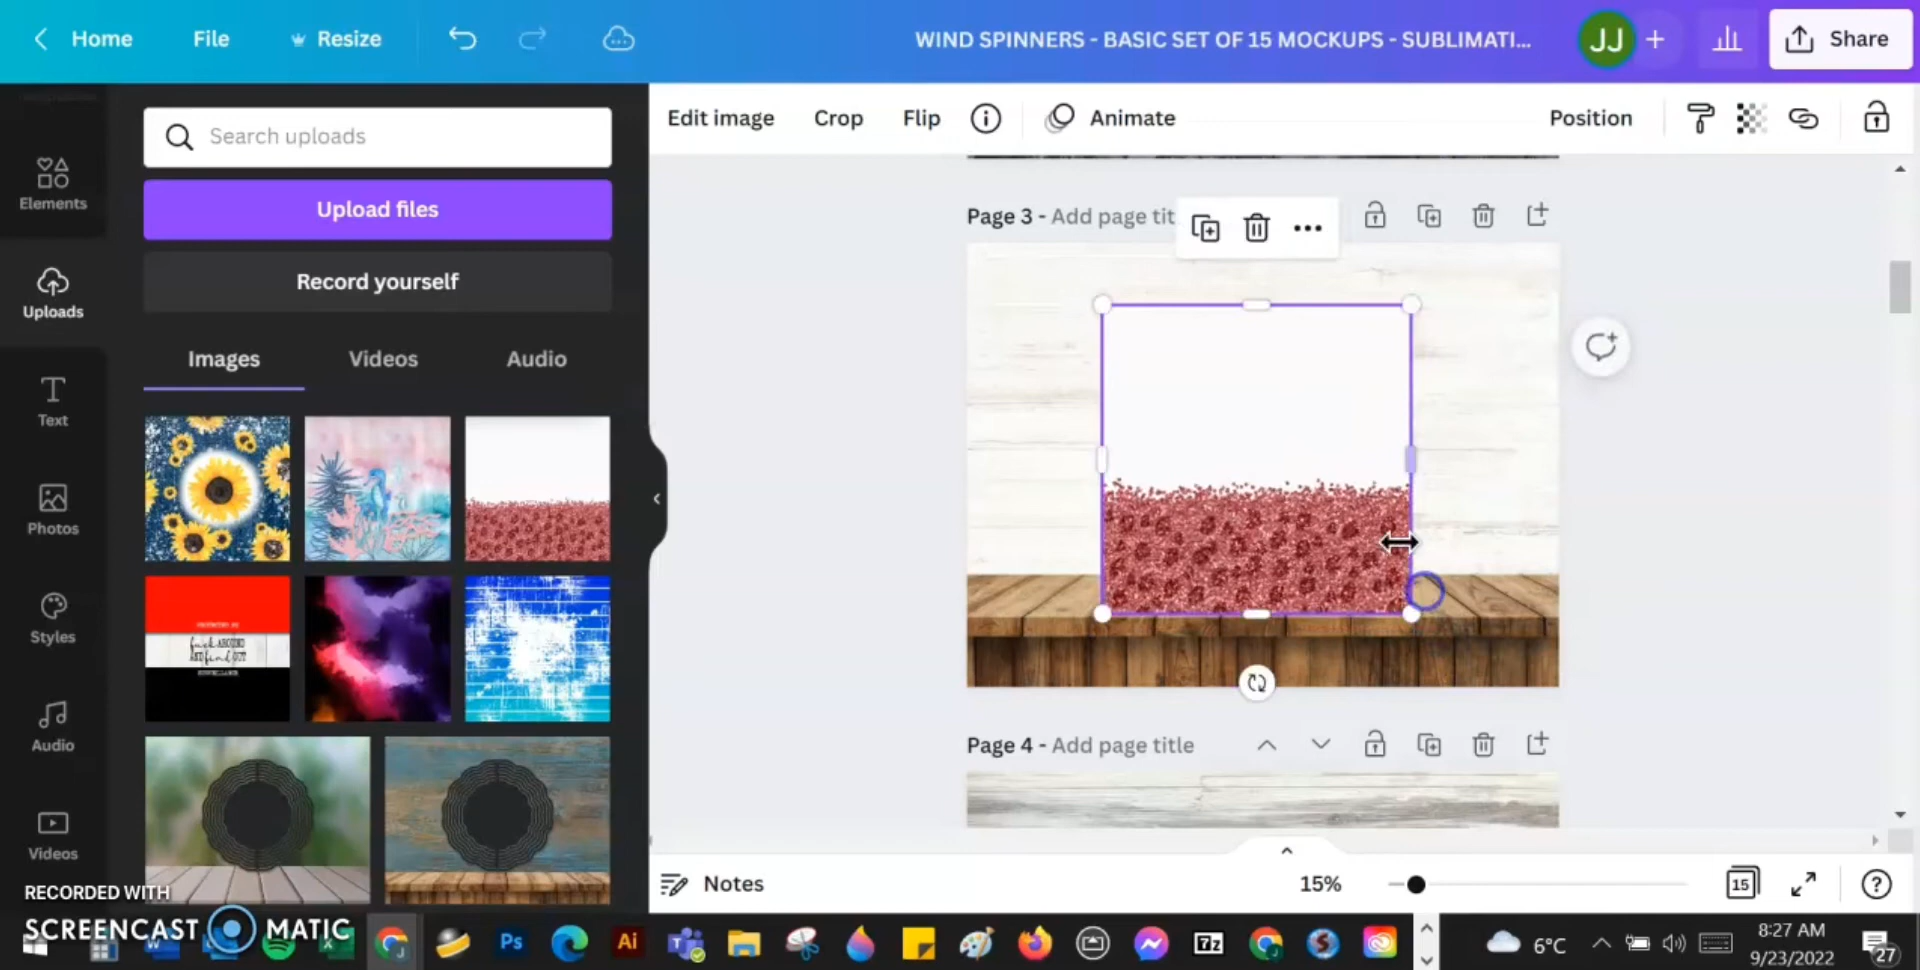 Home
File
Resize
WIND SPINNERS - BASIC SET OF 15 MOCKUPS - SUBLIMATI...
JJ
+
Share
Elements
Uploads
Text
Photos
Styles
Audio
Videos
Search uploads
Upload files
Record yourself
Images
Videos
Audio
Edit image
Crop
Flip
Animate
Position
Page 3 - Add page tit
Page 4 - Add page title
Notes
15%
15
RECORDED WITH
SCREENCAST MATIC
Ps
Ai
7z
6°C
8:27 AM
9/23/2022
27